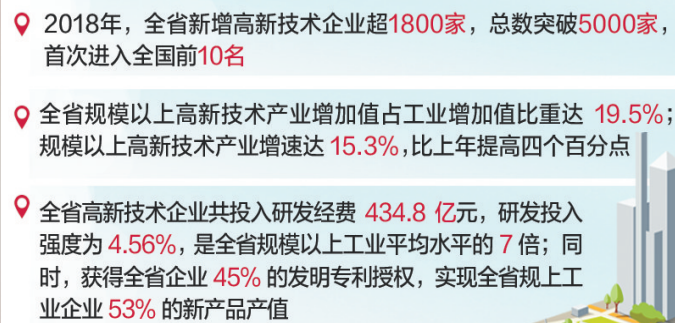 2018年，全省新增高新技术企业超1800家，总数突破5000家，
首次进入全国前10名
全省规模以上高新技术产业增加值占工业增加值比重达 19.5%；
规模以上高新技术产业增速达 15.3%，比上年提高四个百分点
全省高新技术企业共投入研发经费 434.8 亿元，研发投入
强度为 4.56%，是全省规模以上工业平均水平的 7 倍；同
时，获得全省企业 45% 的发明专利授权，实现全省规上工
业企业 53% 的新产品产值